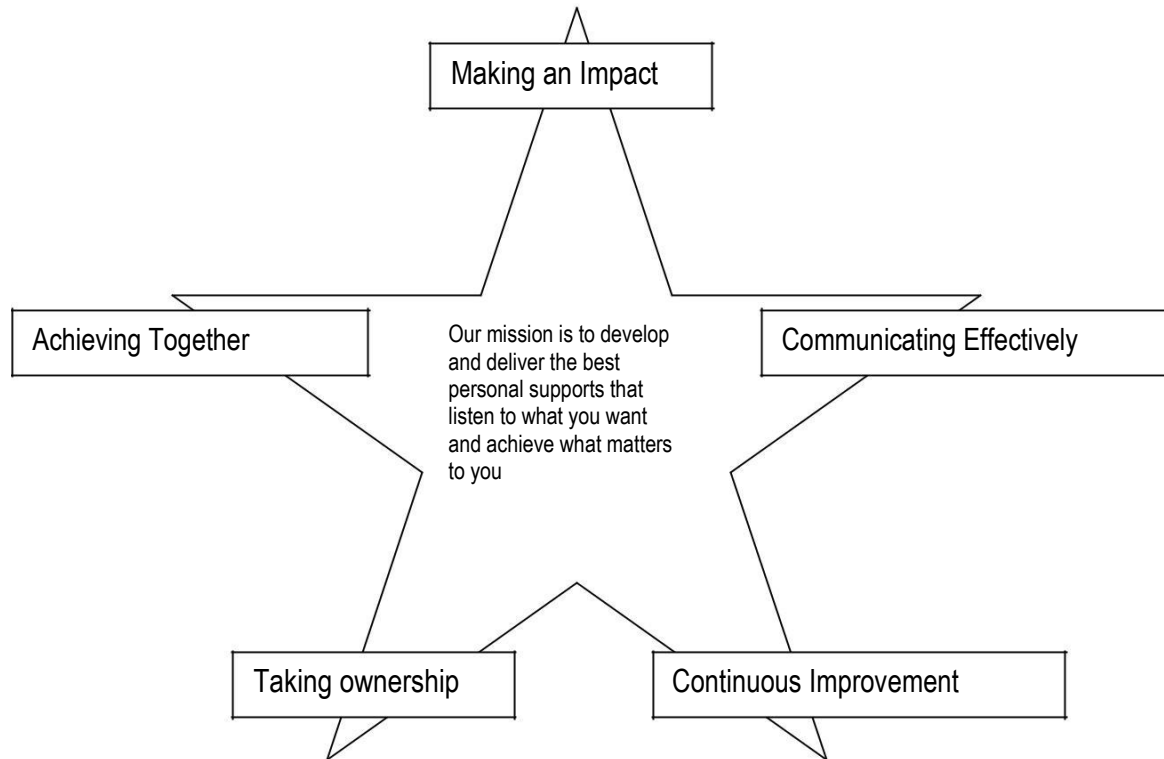 Making an Impact
Achieving Together
Our mission is to develop
and deliver the best
personal supports that
listen to what you want
and achieve what matters
to you
Communicating Effectively
Taking ownership
Continuous Improvement